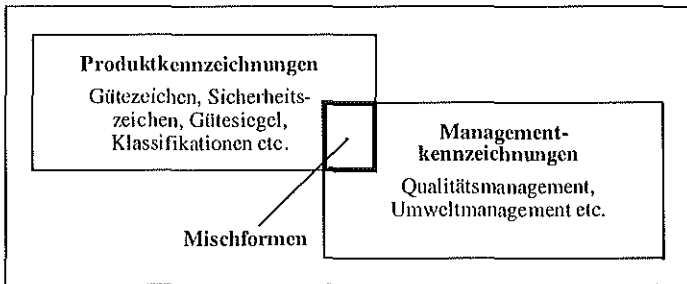 Produktkennzeichnungen
Gütezeichen, Sicherheits-
zeichen, Gütesiegel,
Klassifikationen etc.
Management-
kennzeichnungen
Qualitätsmanagement,
Umweltmanagement etc.
Mischformen